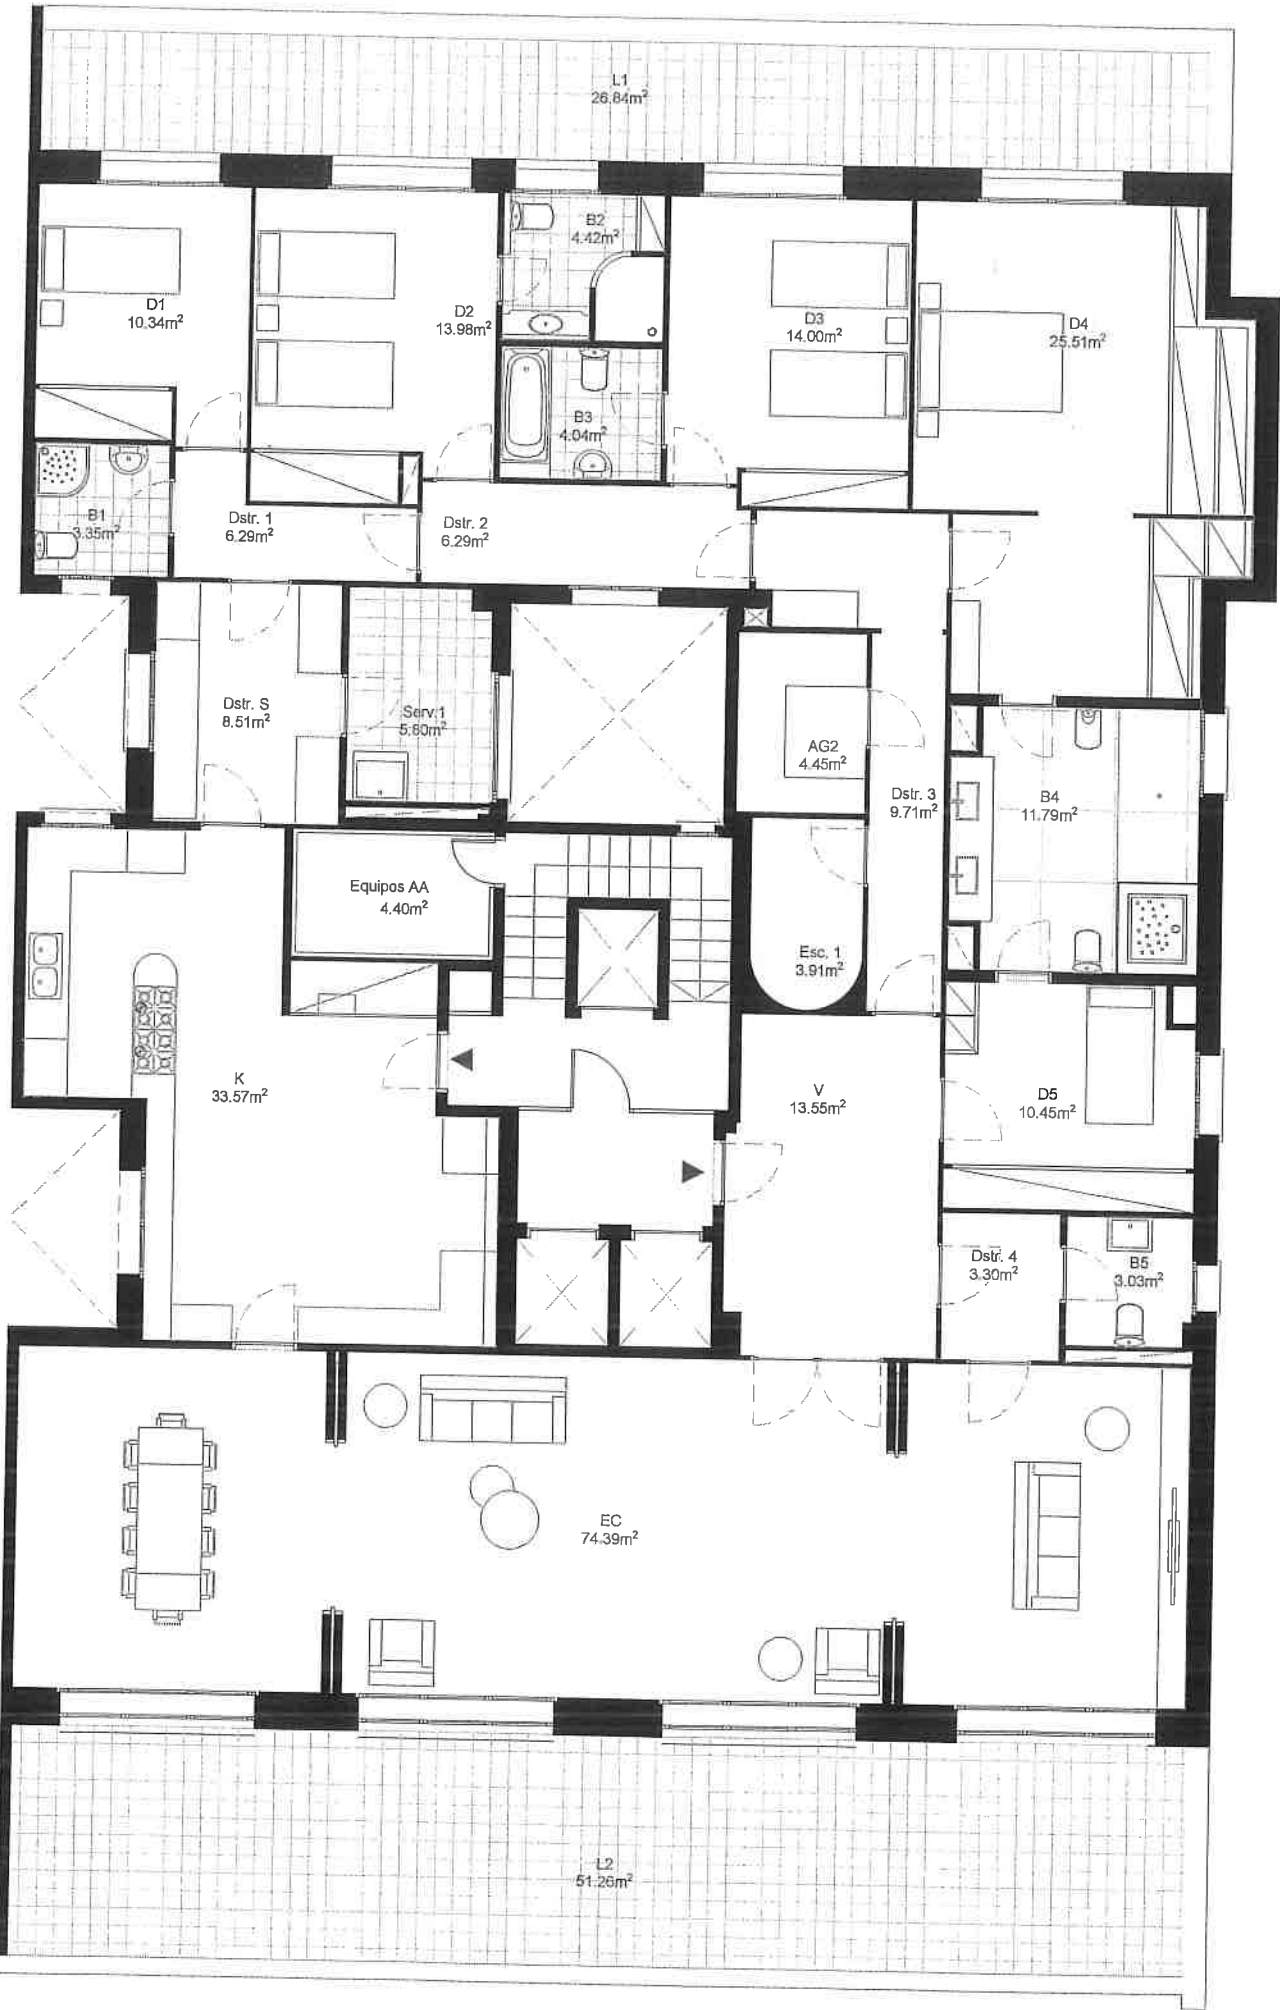 L1
26.84m²
B2
4.42m²
D1
10.34m²
D2
13.98m²
D3
14.00m²
D4
25.51m²
B3
4.04m²
B1
3.35m²
Dstr. 1
6.29m²
Dstr. 2
6.29m²
Dstr. S
8.51m²
Serv.1
5.80m²
AG2
4.45m²
Dstr. 3
9.71m²
B4
11.79m²
Equipos AA
4.40m²
Esc. 1
3.91m²
K
33.57m²
V
13.55m²
D5
10.45m²
Dstr. 4
3.30m²
B5
3.03m²
EC
74.39m²
L2
51.26m²